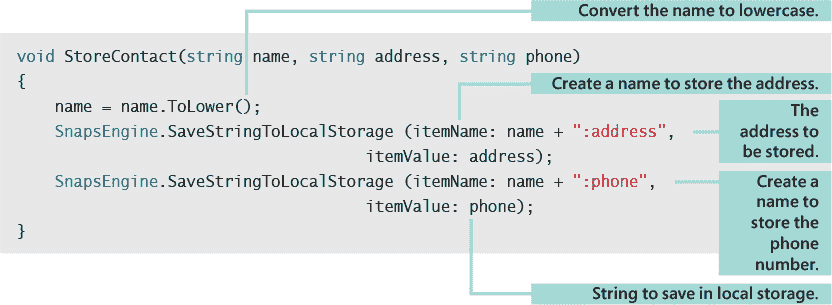 Convert the name to lowercase.
void StoreContact(string name, string address, string phone)
{
Create a name to store the address.
name = name.ToLower();
SnapsEngine.SaveStringToLocalStorage (itemName: name + ":address",
itemValue: address);
The
address to
be stored.
SnapsEngine.SaveStringToLocalStorage (itemName: name + ":phone",
itemValue: phone);
Create a
name to
store the
phone
number.
}
String to save in local storage.